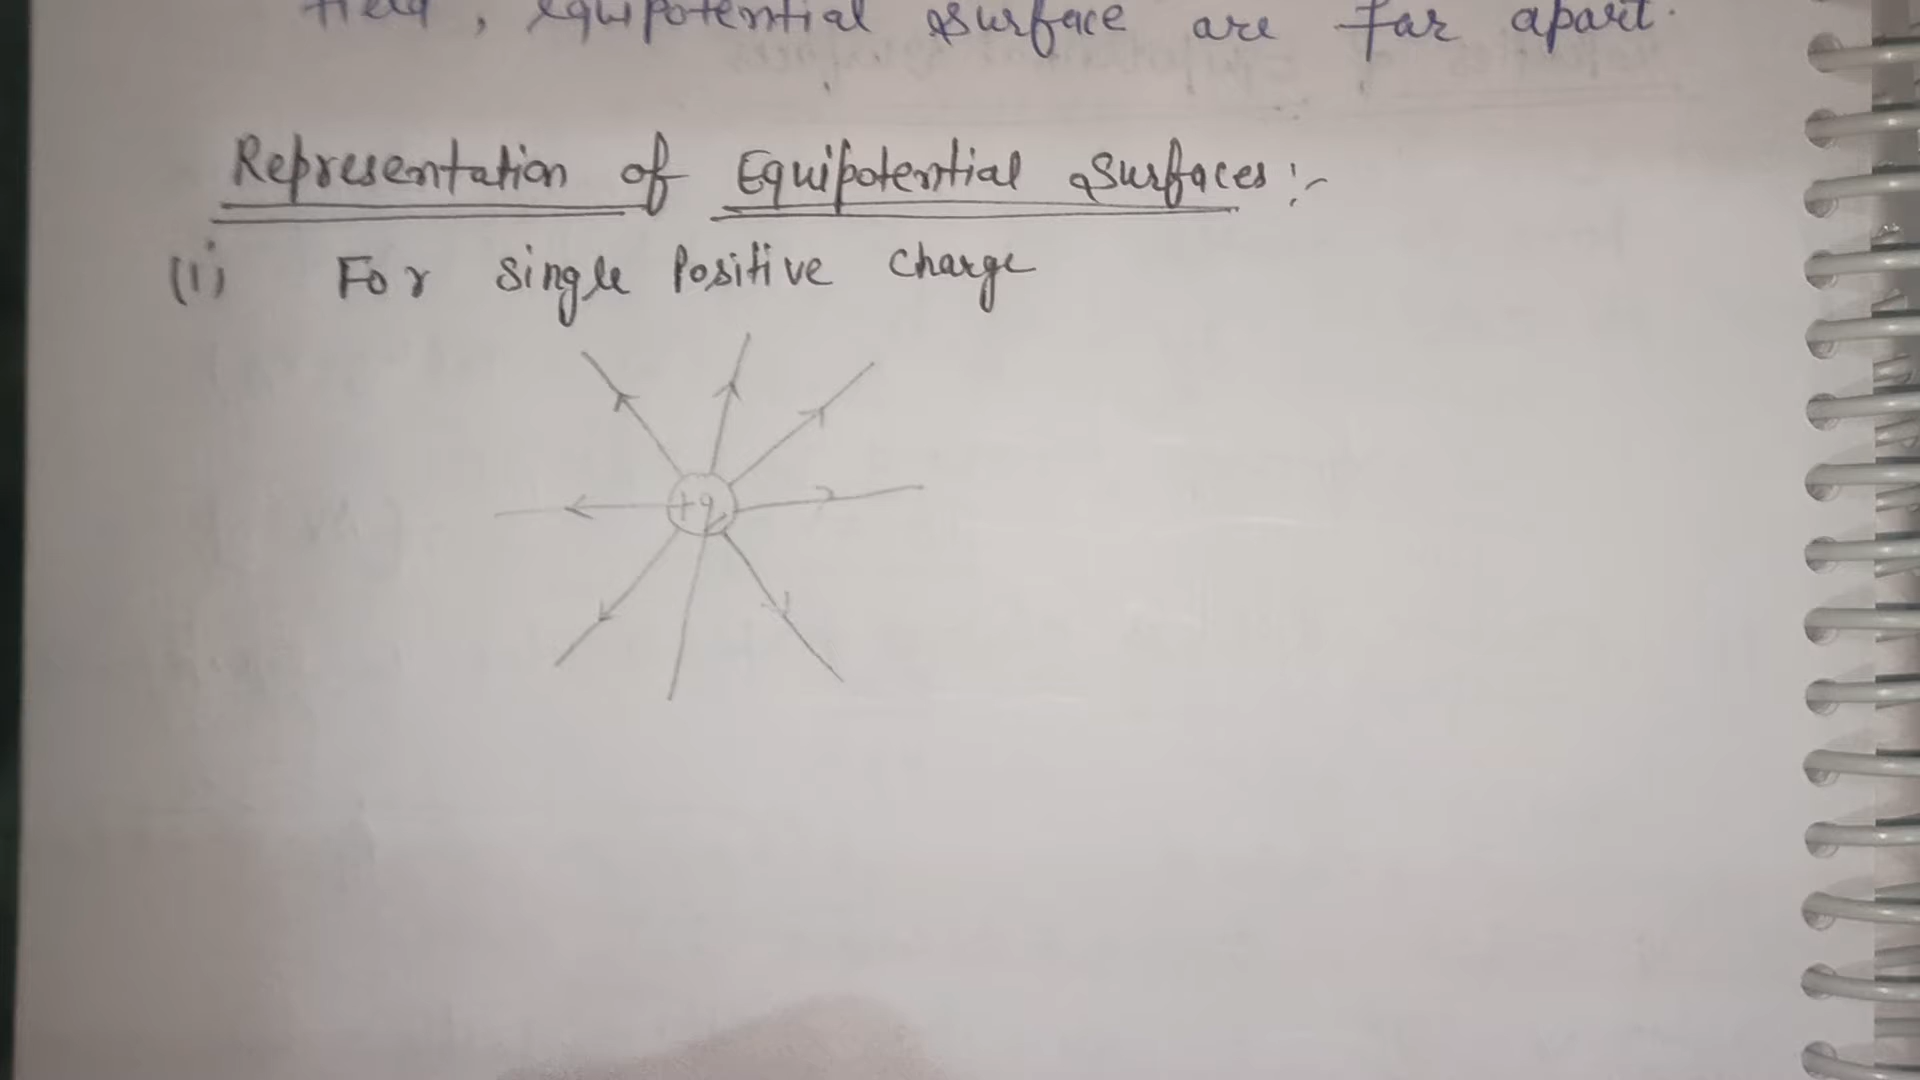 field, equipotential surface are far apart.
Representation of Equipotential Surfaces :-
(i) For single Positive charge
+q